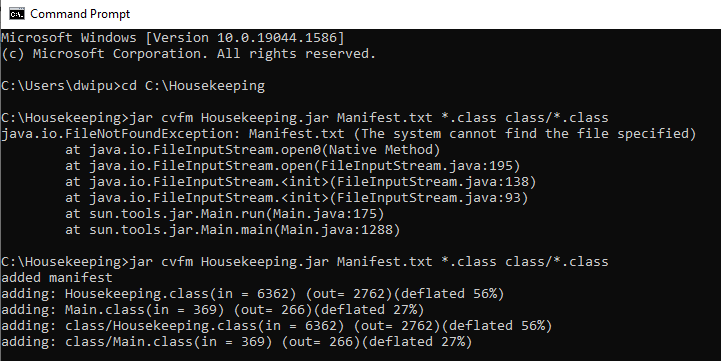 Command Prompt
Microsoft Windows [Version 10.0.19044.1586]
(c) Microsoft Corporation. All rights reserved.
C:\Users\dwipu>cd C:\Housekeeping
C:\Housekeeping>jar cvfm Housekeeping.jar Manifest.txt *.class class/*.class
java.io.FileNotFoundException: Manifest.txt (The system cannot find the file specified)
        at java.io.FileInputStream.open0(Native Method)
        at java.io.FileInputStream.open(FileInputStream.java:195)
        at java.io.FileInputStream.<init>(FileInputStream.java:138)
        at java.io.FileInputStream.<init>(FileInputStream.java:93)
        at sun.tools.jar.Main.run(Main.java:175)
        at sun.tools.jar.Main.main(Main.java:1288)
C:\Housekeeping>jar cvfm Housekeeping.jar Manifest.txt *.class class/*.class
added manifest
adding: Housekeeping.class(in = 6362) (out= 2762)(deflated 56%)
adding: Main.class(in = 369) (out= 266)(deflated 27%)
adding: class/Housekeeping.class(in = 6362) (out= 2762)(deflated 56%)
adding: class/Main.class(in = 369) (out= 266)(deflated 27%)